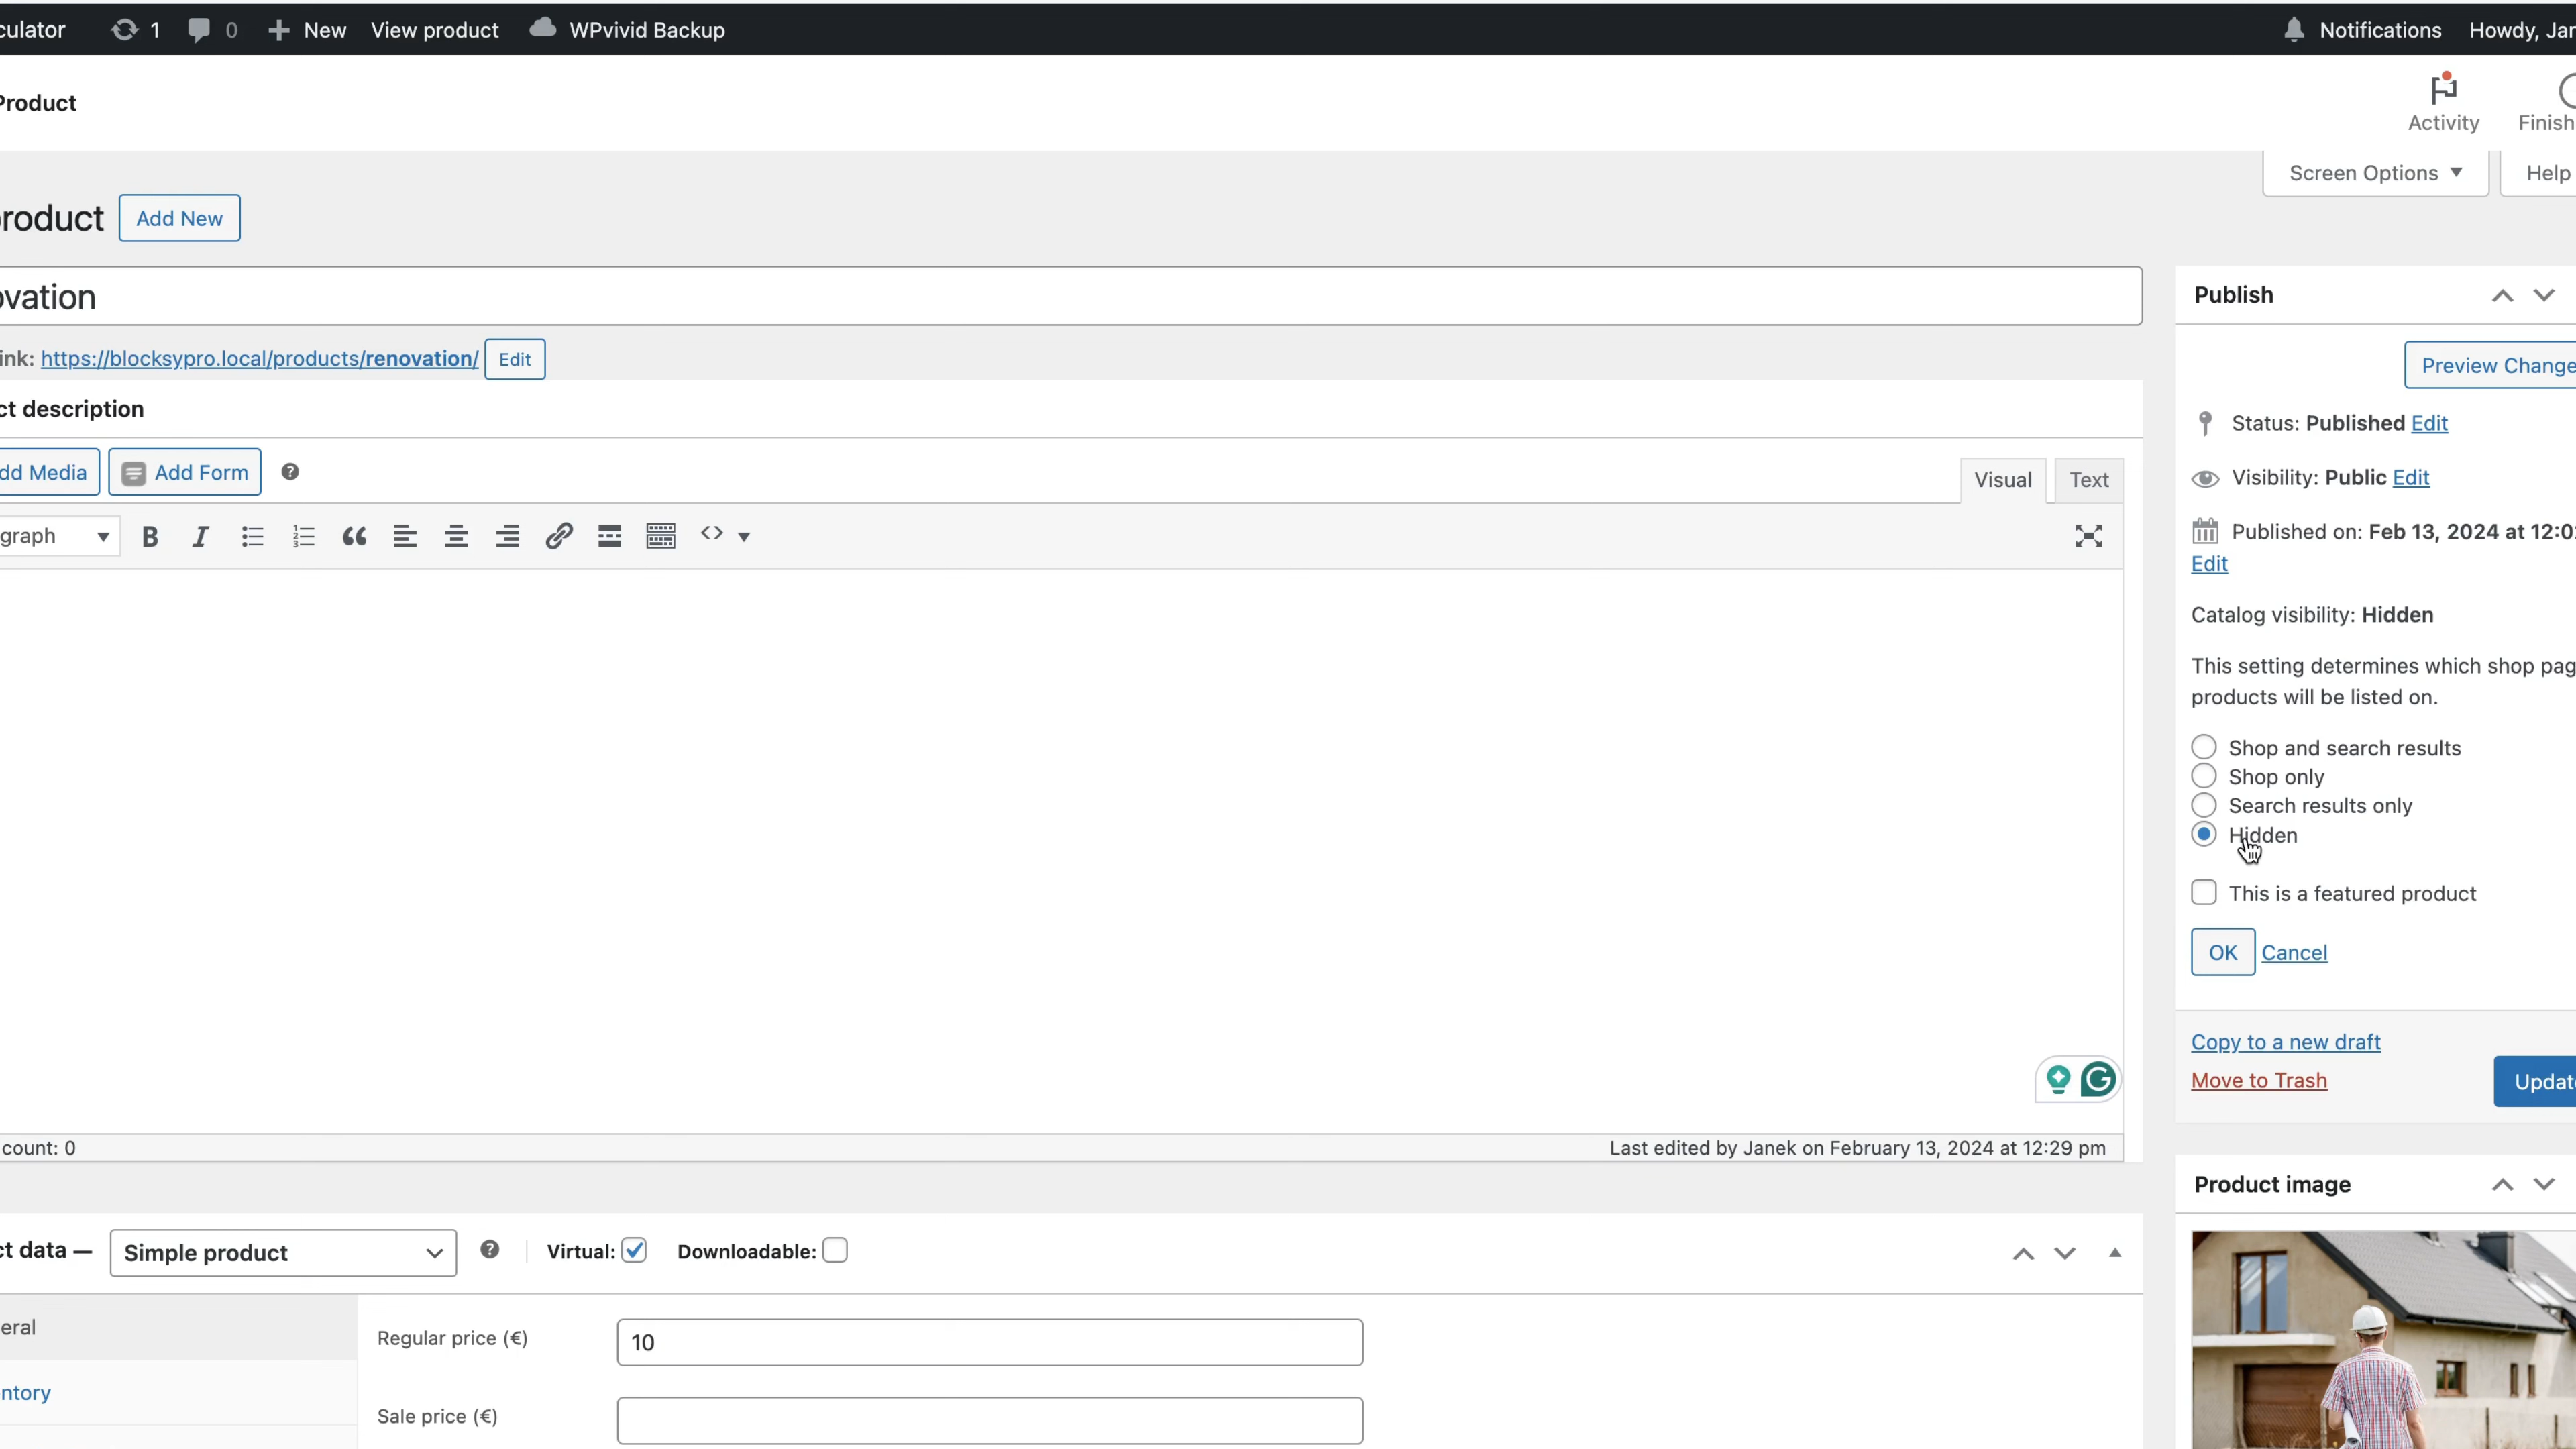 culator 1 0 New View product WPvivid Backup Notifications Howdy, Jan
Product
Activity Finish
Screen Options Help
product Add New
ovation
ink: https://blocksypro.local/products/renovation/ Edit
ct description
dd Media Add Form
Visual Text
graph
Publish
Preview Change
Status: Published Edit
Visibility: Public Edit
Published on: Feb 13, 2024 at 12:0
Edit
Catalog visibility: Hidden
This setting determines which shop pag
products will be listed on.
Shop and search results
Shop only
Search results only
Hidden
This is a featured product
OK Cancel
Copy to a new draft
Move to Trash
Updat
count: 0
Last edited by Janek on February 13, 2024 at 12:29 pm
Product image
ct data — Simple product Virtual: Downloadable:
eral
ntory
Regular price (€) 10
Sale price (€)